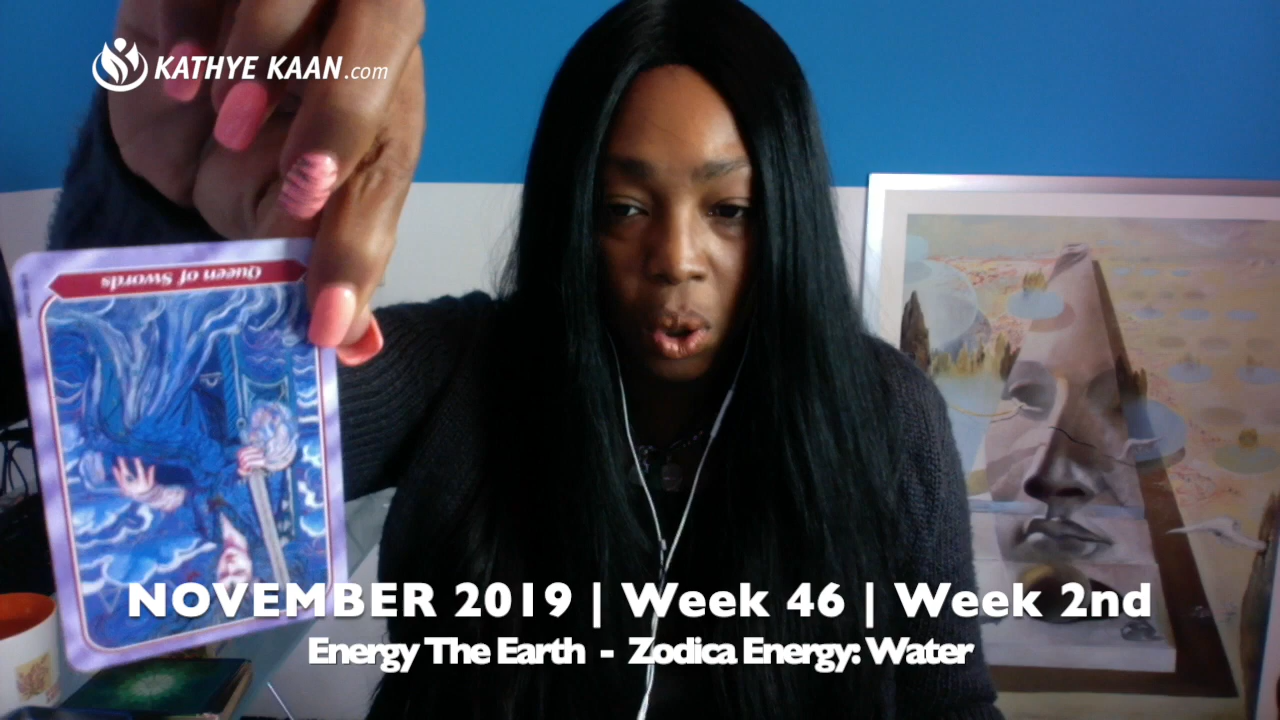 KATHYE KAAN.com
Queen of Swords
NOVEMBER 2019 | Week 46 | Week 2nd
Energy The Earth - Zodica Energy: Water